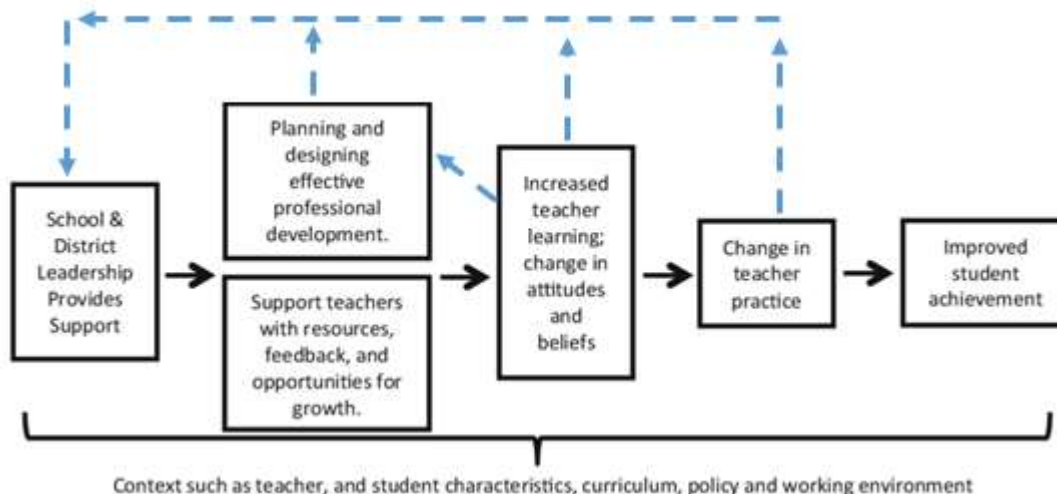 School &
District
Leadership
Provides
Support
Planning and
designing
effective
professional
development.
Support teachers
with resources,
feedback, and
opportunities for
growth.
Increased
teacher
learning;
change in
attitudes
and
beliefs
Change in
teacher
practice
Improved
student
achievement
Context such as teacher, and student characteristics, curriculum, policy and working environment